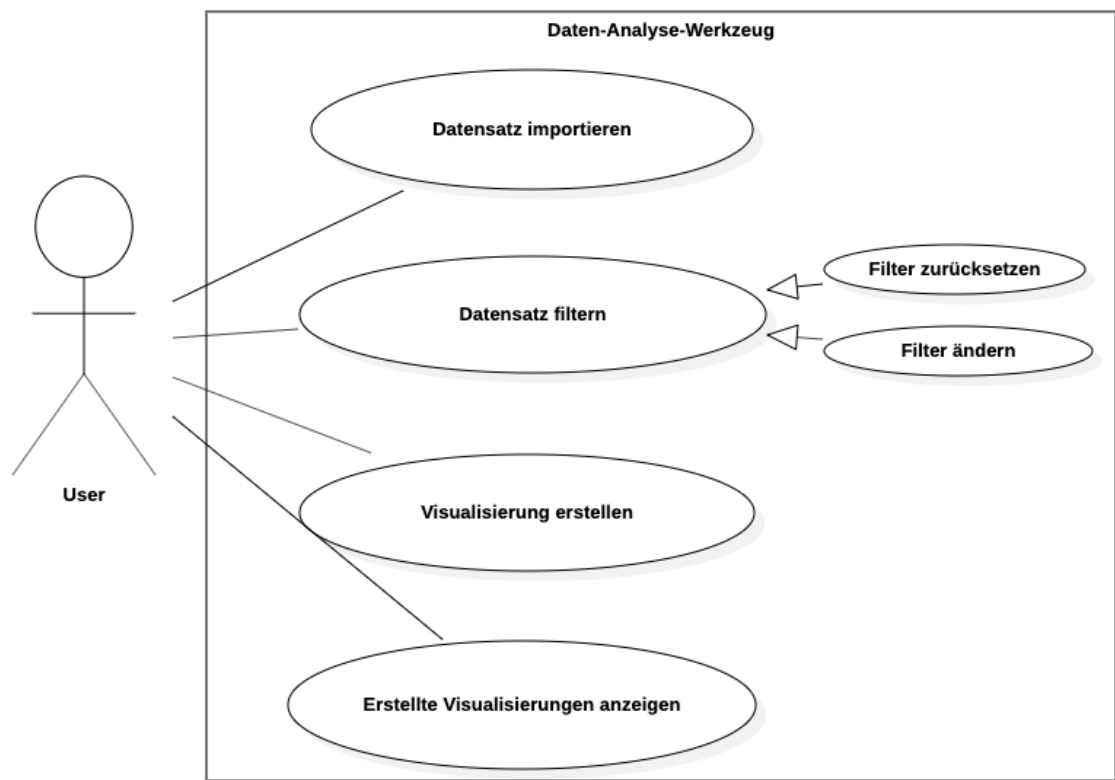 Daten-Analyse-Werkzeug
Datensatz importieren
Datensatz filtern
Filter zurücksetzen
Filter ändern
User
Visualisierung erstellen
Erstellte Visualisierungen anzeigen